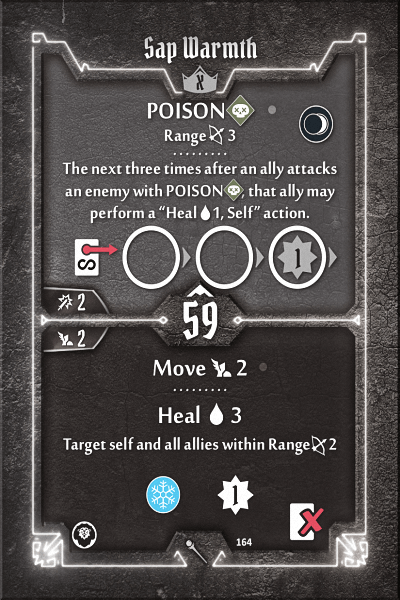 Sap Warmth
X
POISON
Range 3
The next three times after an ally attacks
an enemy with POISON, that ally may
perform a “Heal 1, Self” action.
S
1
2
59
2
Move 2
Heal 3
Target self and all allies within Range 2
1
164